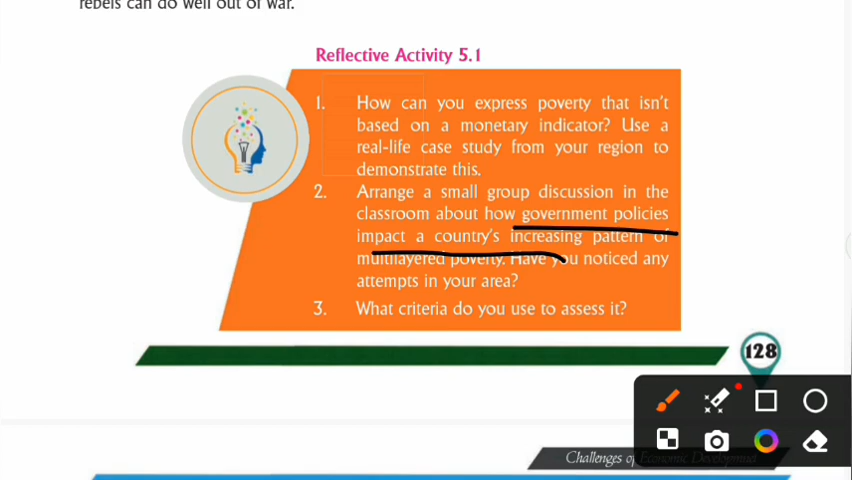 rebels can do well out of war.
Reflective Activity 5.1
1. How can you express poverty that isn't
based on a monetary indicator? Use a
real-life case study from your region to
demonstrate this.
2. Arrange a small group discussion in the
classroom about how government policies
impact a country's increasing pattern of
multilayered poverty. Have you noticed any
attempts in your area?
3. What criteria do you use to assess it?
128
Challenges of Economic Development